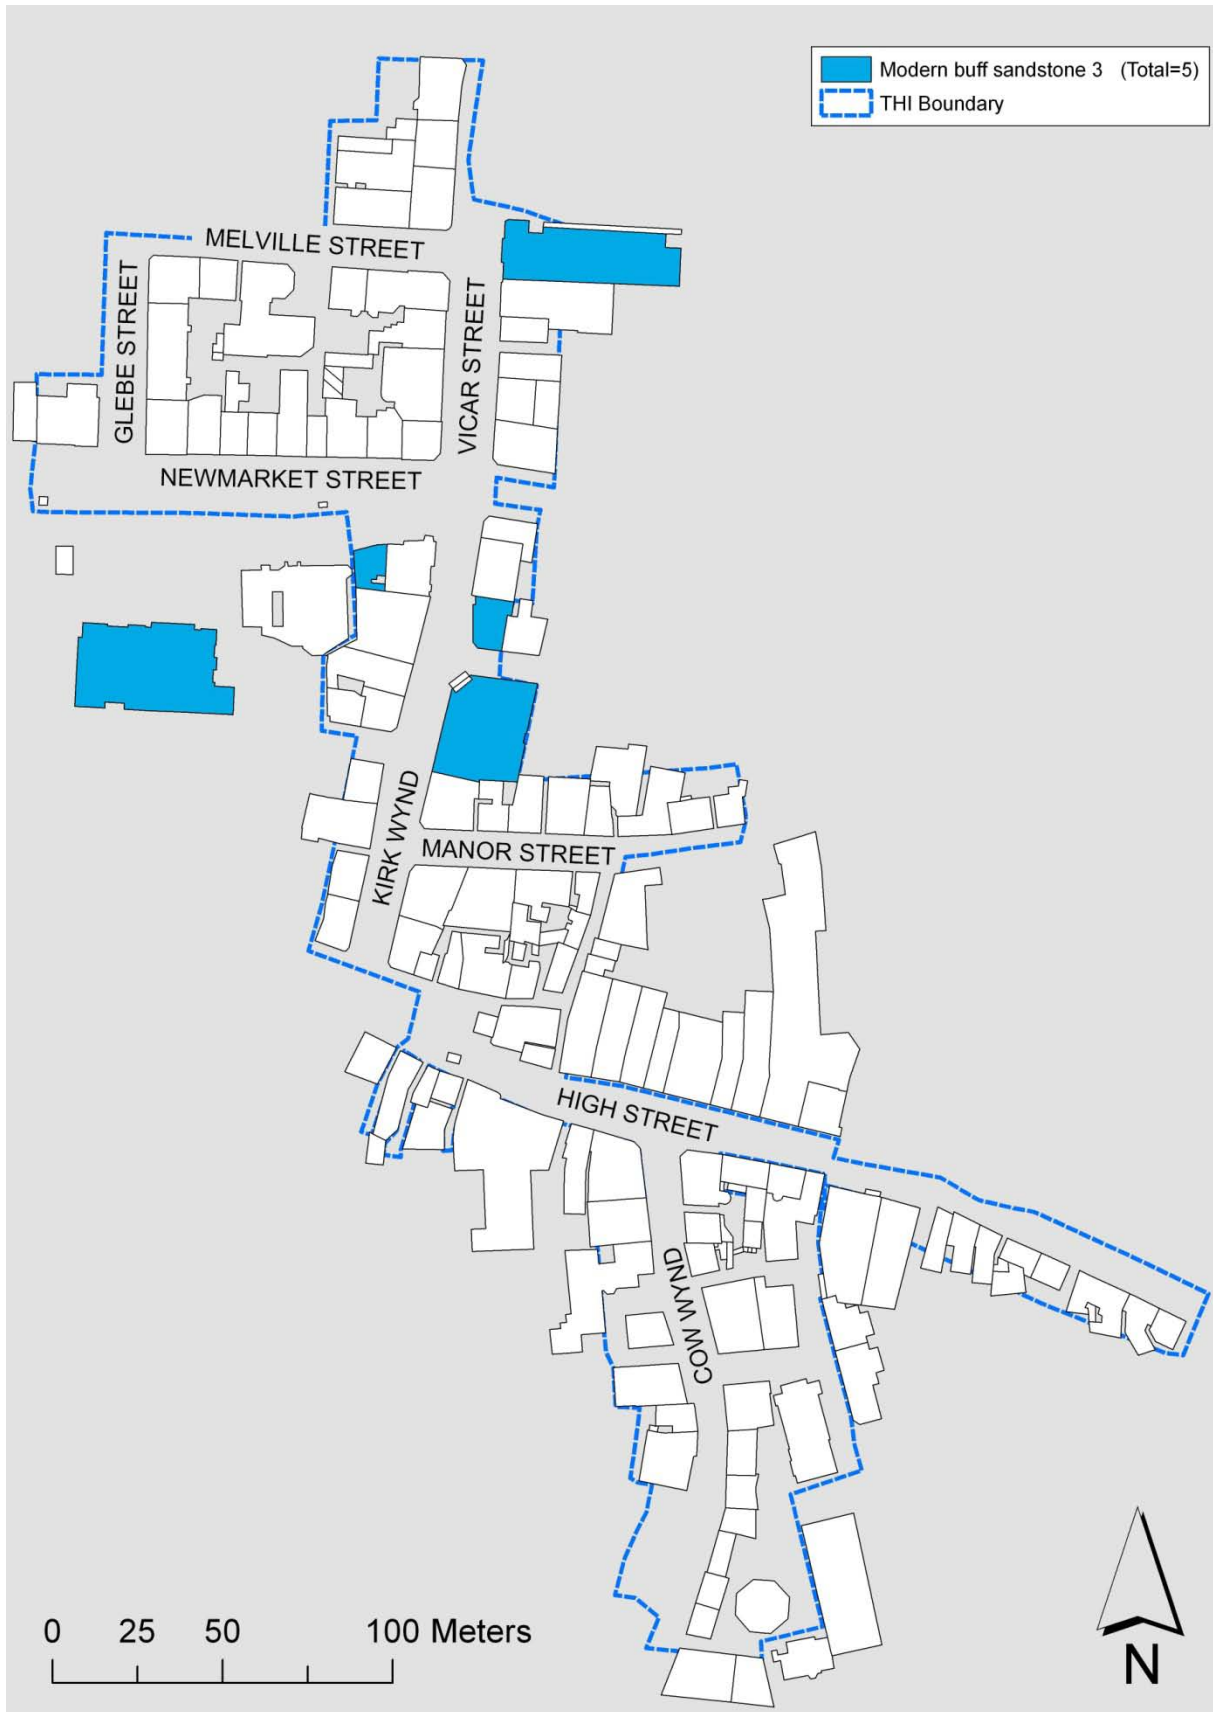 Modern buff sandstone 3 (Total=5)
THI Boundary
MELVILLE STREET
GLEBE STREET
VICAR STREET
NEWMARKET STREET
KIRK WYND
MANOR STREET
HIGH STREET
COW WYND
0 25 50 100 Meters
N